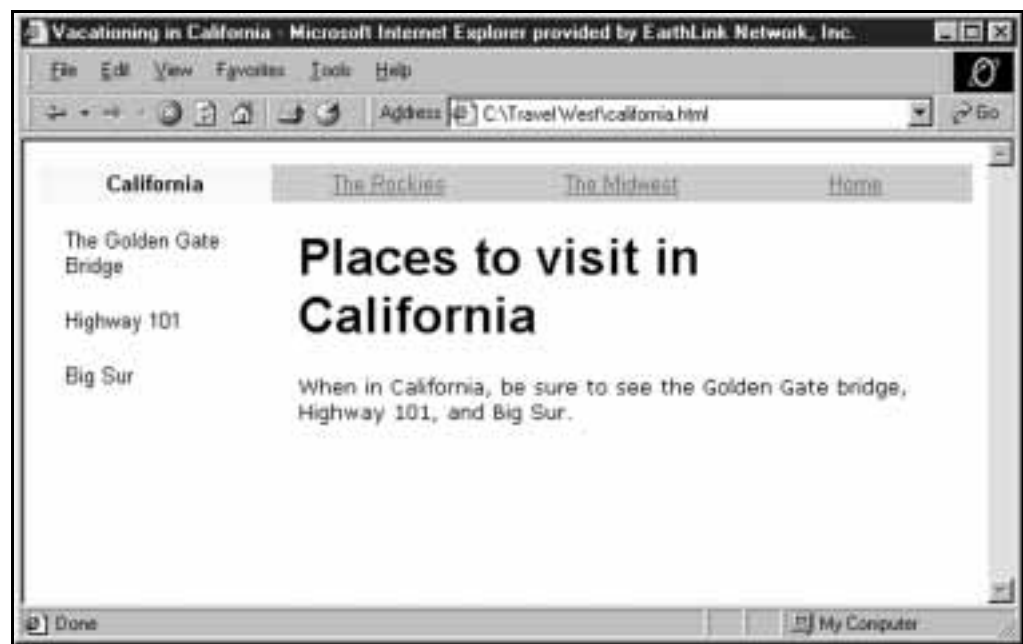 Vacationing in California - Microsoft Internet Explorer provided by EarthLink Network, Inc.
File Edit View Favorites Tools Help
Address C:\TravelWest\california.html Go
California The Rockies The Midwest Home
The Golden Gate
Bridge
Highway 101
Big Sur
Places to visit in
California
When in California, be sure to see the Golden Gate bridge,
Highway 101, and Big Sur.
Done My Computer